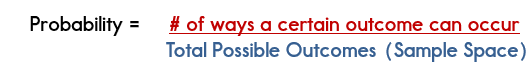 Probability = # of ways a certain outcome can occur
Total Possible Outcomes (Sample Space)